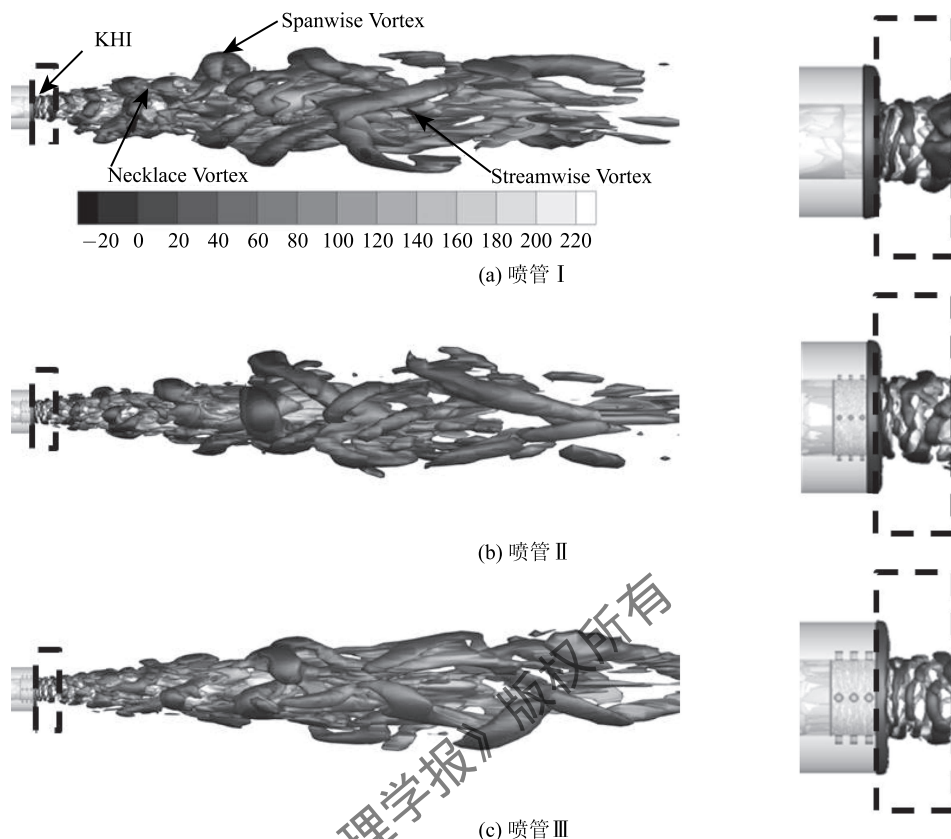 Spanwise Vortex
KHI
Necklace Vortex
Streamwise Vortex
−20 0 20 40 60 80 100 120 140 160 180 200 220
(a) 喷管 Ⅰ
(b) 喷管 Ⅱ
理学报》版权所有
(c) 喷管 Ⅲ